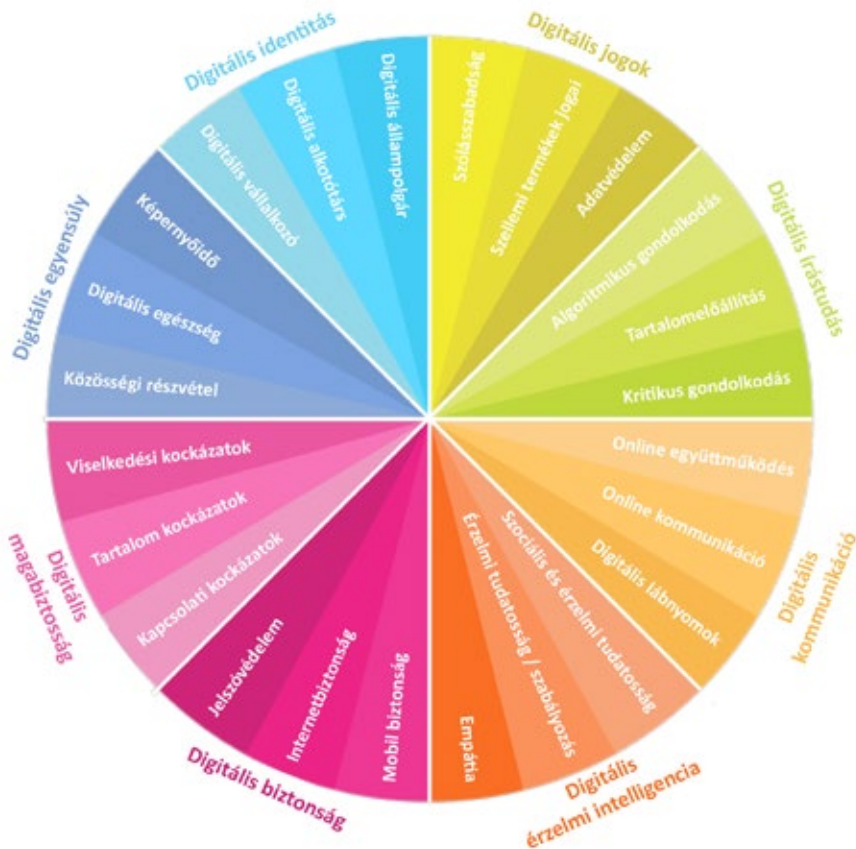 Digitális identitás
Digitális vállalkozó
Digitális alkotótárs
Digitális állampolgár
Digitális jogok
Szólásszabadság
Szellemi termékek jogai
Adatvédelem
Digitális írástudás
Algoritmikus gondolkodás
Tartalomelőállítás
Kritikus gondolkodás
Digitális
kommunikáció
Online együttműködés
Online kommunikáció
Digitális lábnyomok
Digitális
érzelmi intelligencia
Szociális és érzelmi tudatosság
Érzelmi tudatosság / szabályozás
Empátia
Digitális biztonság
Mobil biztonság
Internetbiztonság
Jelszóvédelem
Digitális
magabiztosság
Kapcsolati kockázatok
Tartalom kockázatok
Viselkedési kockázatok
Digitális egyensúly
Közösségi részvétel
Digitális egészség
Képernyőidő